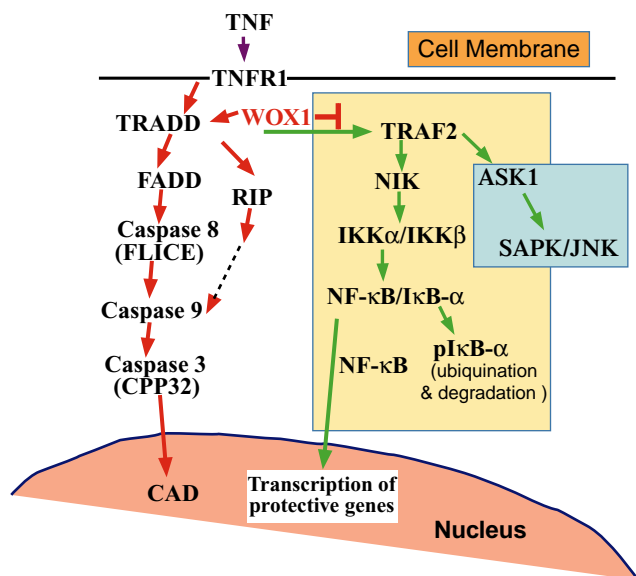 TNF
Cell Membrane
TNFR1
WOX1
TRADD
TRAF2
FADD
RIP
NIK
ASK1
Caspase 8
(FLICE)
IKKα/IKKβ
SAPK/JNK
Caspase 9
NF-κB/IκB-α
Caspase 3
(CPP32)
NF-κB
pIκB-α
(ubiquination
& degradation )
CAD
Transcription of
protective genes
Nucleus